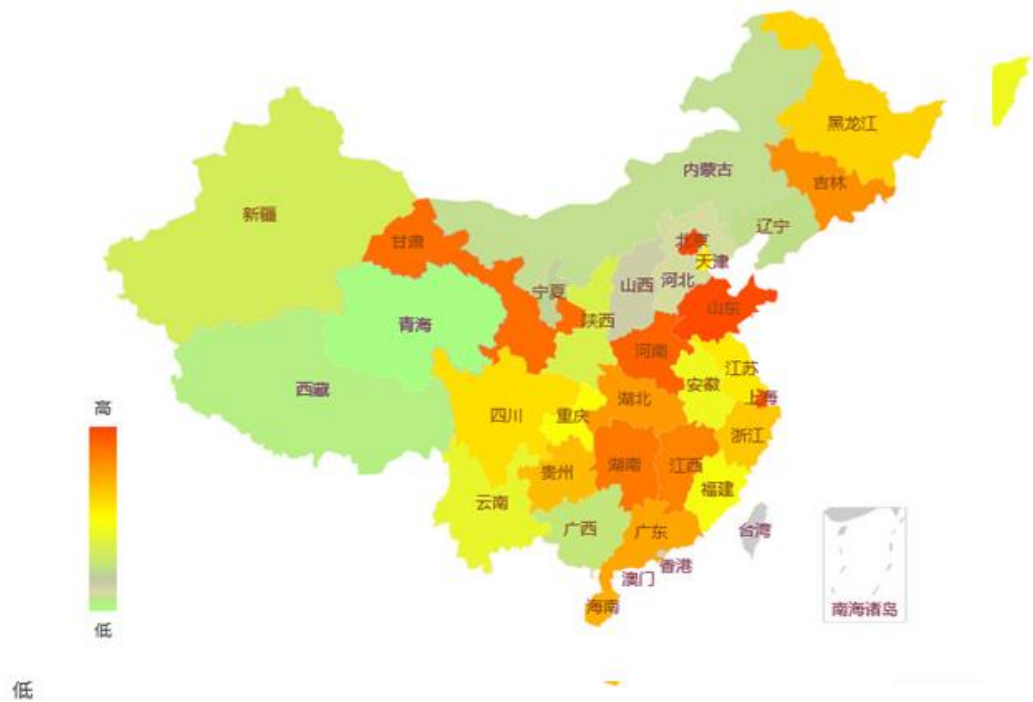 黑龙江
内蒙古
吉林
新疆
辽宁
甘肃
北京
天津
宁夏
山西
河北
山东
青海
陕西
河南
西藏
江苏
安徽
上海
高
四川
重庆
湖北
浙江
湖南
江西
贵州
福建
云南
广西
广东
台湾
香港
澳门
海南
南海诸岛
低
低